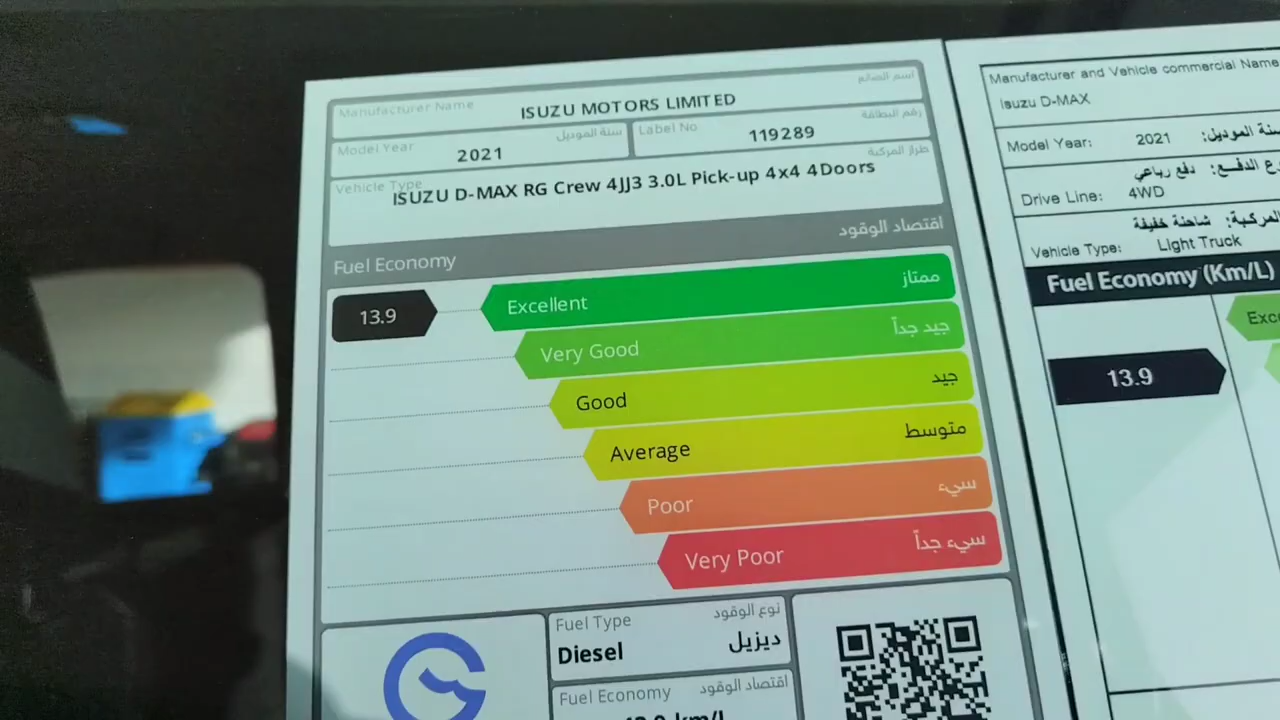 Manufacturer Name
اسم الصانع
ISUZU MOTORS LIMITED
Model Year
سنة الموديل
2021
Label No
رقم البطاقة
119289
Vehicle Type
طراز المركبة
ISUZU D-MAX RG Crew 4JJ3 3.0L Pick-up 4x4 4Doors
Fuel Economy
اقتصاد الوقود
13.9
Excellent
ممتاز
Very Good
جيد جداً
Good
جيد
Average
متوسط
Poor
سيء
Very Poor
سيء جداً
Fuel Type
نوع الوقود
Diesel
ديزيل
Fuel Economy
اقتصاد الوقود
km/L
Manufacturer and Vehicle commercial Name
Isuzu D-MAX
Model Year: 2021 سنة الموديل:
الدفع: دفع رباعي
Drive Line: 4WD
المركبة: شاحنة خفيفة
Vehicle Type: Light Truck
Fuel Economy (Km/L)
13.9